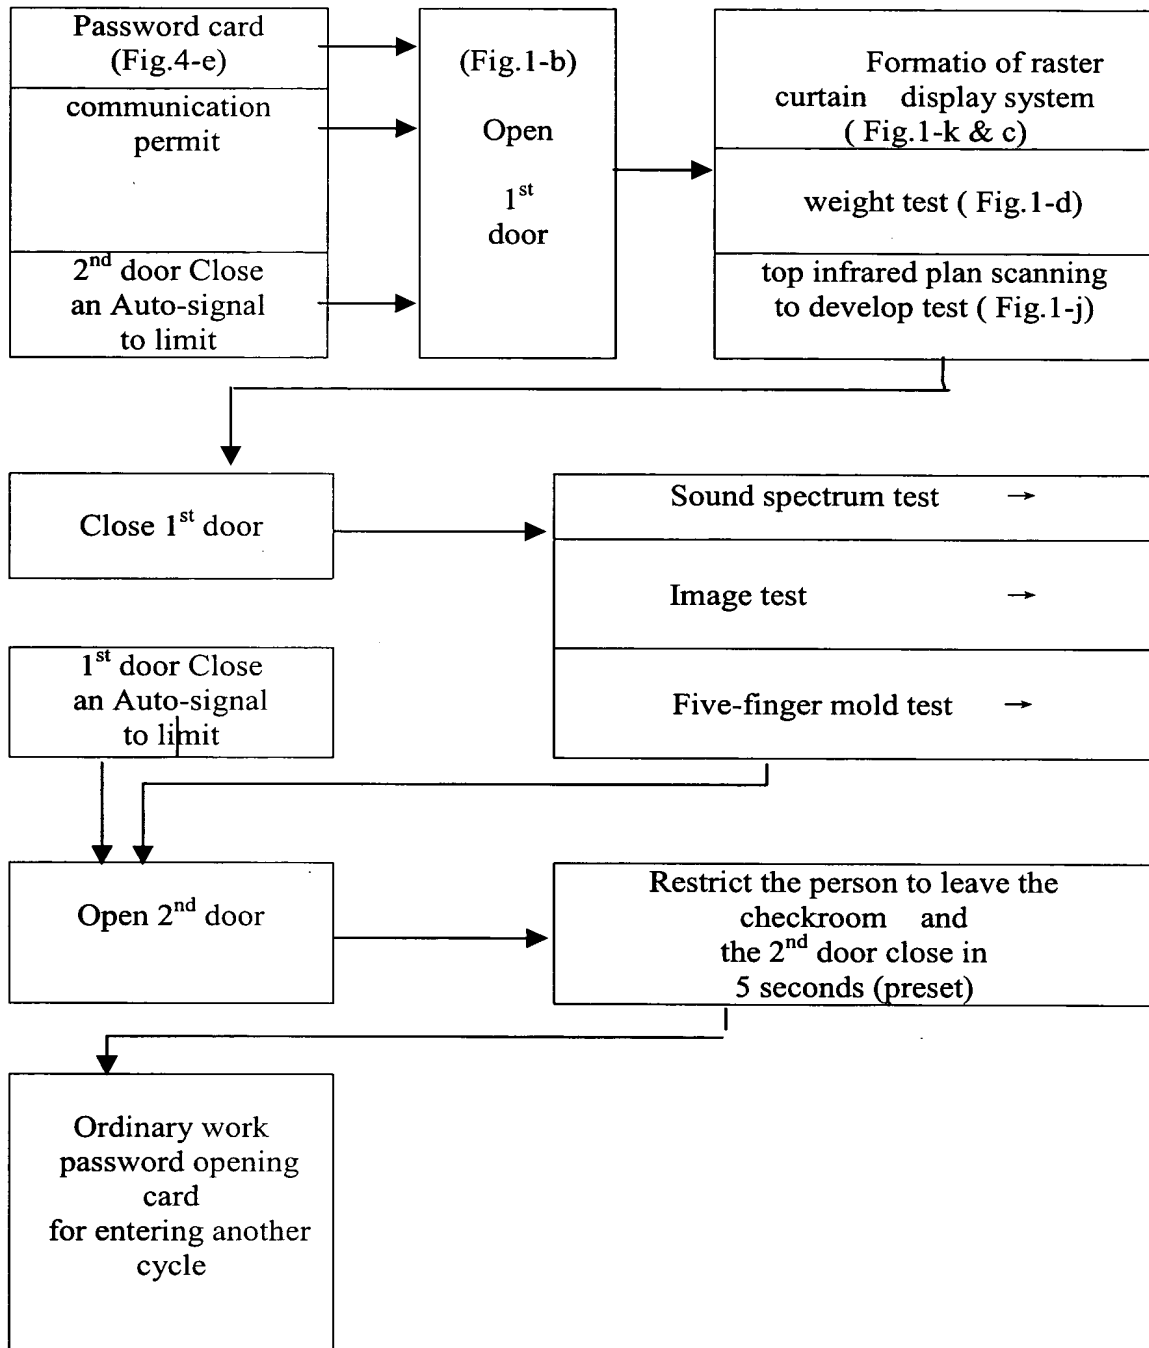 Password card
(Fig.4-e)
communication
permit
2nd door Close
an Auto-signal
to limit
(Fig.1-b)
Open
1st
door
Formatio of raster
curtain display system
( Fig.1-k & c)
weight test ( Fig.1-d)
top infrared plan scanning
to develop test ( Fig.1-j)
Close 1st door
Sound spectrum test →
Image test →
Five-finger mold test →
1st door Close
an Auto-signal
to limit
Open 2nd door
Restrict the person to leave the
checkroom and
the 2nd door close in
5 seconds (preset)
Ordinary work
password opening
card
for entering another
cycle